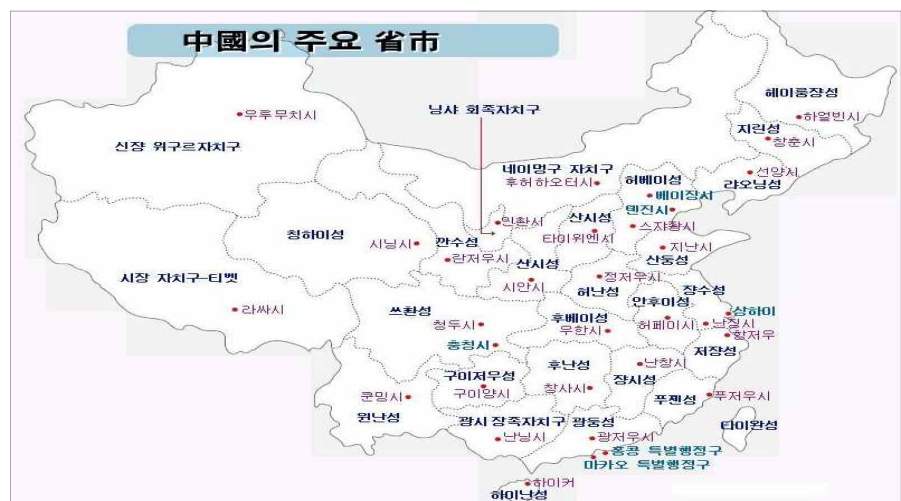 中國의 주요 省市
헤이룽쟝성
하얼빈시
닝샤 회족자치구
우루무치시
지린성
창춘시
신쟝 위구르자치구
네이멍구 자치구
후허하오터시
허베이성
선양시
랴오닝성
베이징시
톈진시
인촨시
산시성
스쟈좡시
칭하이성
시닝시
깐수성
타이위엔시
지난시
란저우시
산시성
산둥성
시장 자치구-티벳
시안시
정저우시
허난성
쟝수성
안후이성
라싸시
쓰촨성
후베이성
상하이
청두시
우한시
허페이시
난징시
항저우
충칭시
저쟝성
후난성
난창시
구이저우성
쟝시성
쿤밍시
구이양시
창사시
푸젠성
푸저우시
윈난성
광시 장족자치구
광둥성
타이완성
난닝시
광저우시
홍콩 특별행정구
마카오 특별행정구
하이커
하이난성